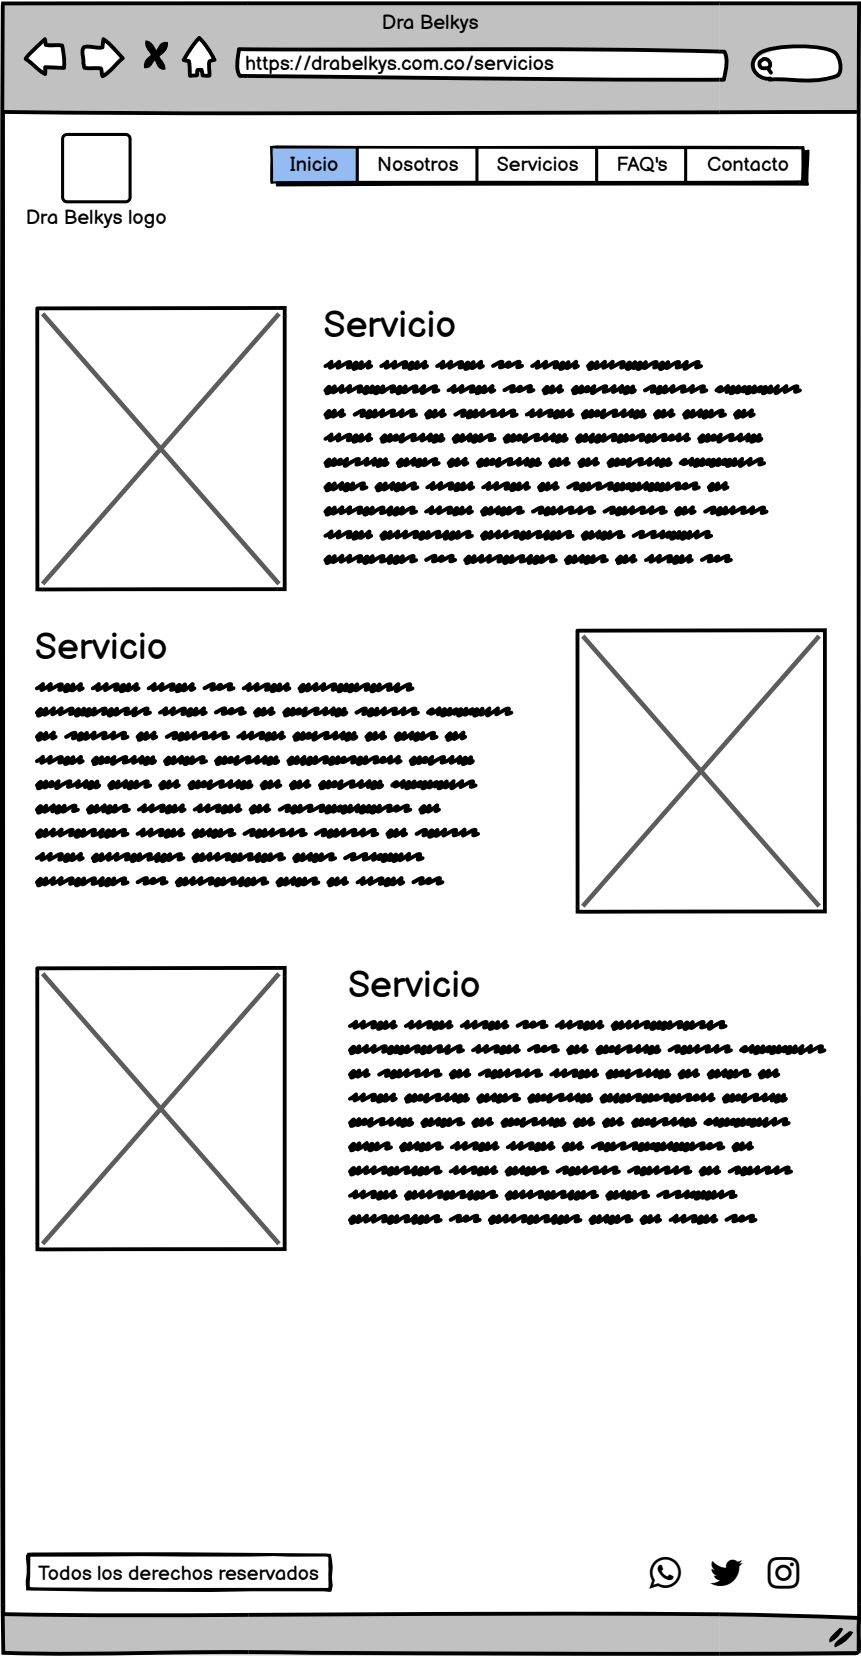 Dra Belkys
https://drabelkys.com.co/servicios
Inicio Nosotros Servicios FAQ's Contacto
Dra Belkys logo
Servicio
Servicio
Servicio
Todos los derechos reservados